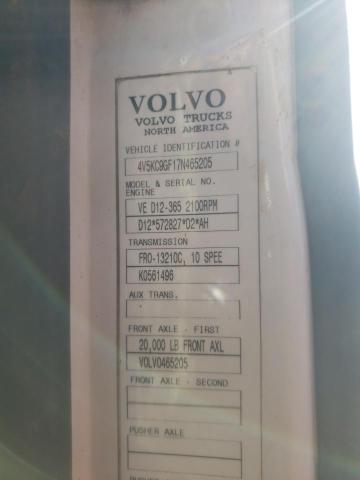 VOLVO
VOLVO TRUCKS
NORTH AMERICA
VEHICLE IDENTIFICATION #
4V5KC9GF17N465205
MODEL & SERIAL NO.
ENGINE
VE D12-365 2100RPM
D12*572827*D2*AH
TRANSMISSION
FRO-13210C, 10 SPEE
K0561496
AUX TRANS.
FRONT AXLE - FIRST
20,000 LB FRONT AXL
VOLVO465205
FRONT AXLE - SECOND
PUSHER AXLE